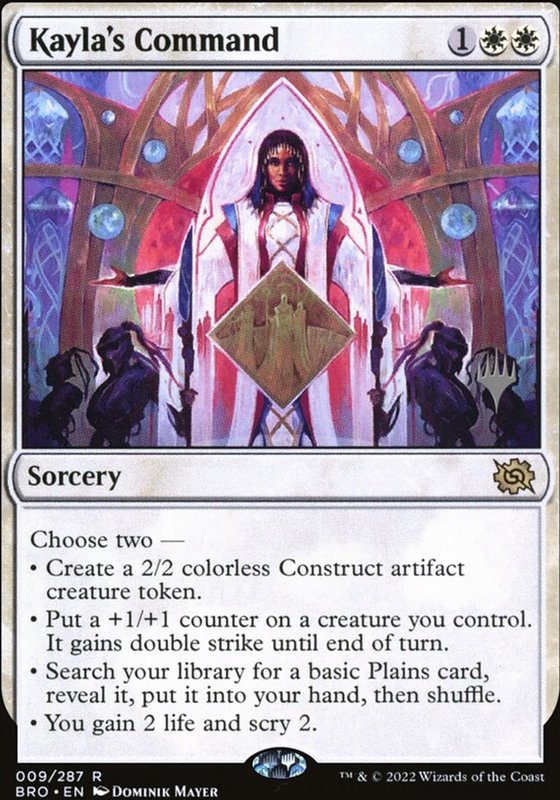 Kayla's Command 1
Sorcery
Choose two —
• Create a 2/2 colorless Construct artifact
creature token.
• Put a +1/+1 counter on a creature you control.
It gains double strike until end of turn.
• Search your library for a basic Plains card,
reveal it, put it into your hand, then shuffle.
• You gain 2 life and scry 2.
009/287 R
BRO • EN Dominik Mayer
™ & © 2022 Wizards of the Coast